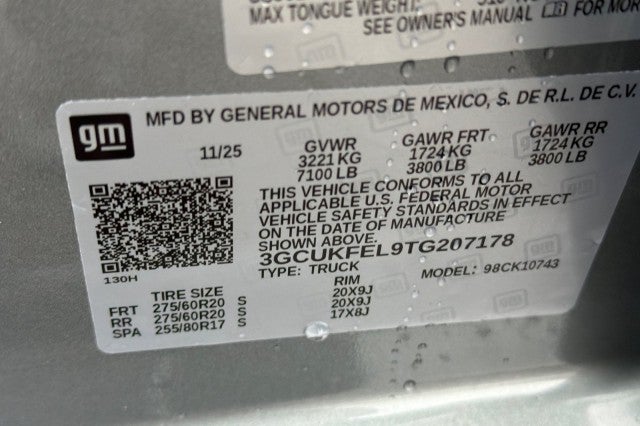 MAX TONGUE WEIGHT:
SEE OWNER'S MANUAL FOR MOR
gm
MFD BY GENERAL MOTORS DE MEXICO, S. DE R.L. DE C.V.
11/25 GVWR GAWR FRT GAWR RR
3221 KG 1724 KG 1724 KG
7100 LB 3800 LB 3800 LB
THIS VEHICLE CONFORMS TO ALL
APPLICABLE U.S. FEDERAL MOTOR
VEHICLE SAFETY STANDARDS IN EFFECT
ON THE DATE OF MANUFACTURE
SHOWN ABOVE.
3GCUKFEL9TG207178
130H TYPE: TRUCK MODEL: 98CK10743
TIRE SIZE RIM
FRT 275/60R20 S 20X9J
RR 275/60R20 S 20X9J
SPA 255/80R17 S 17X8J